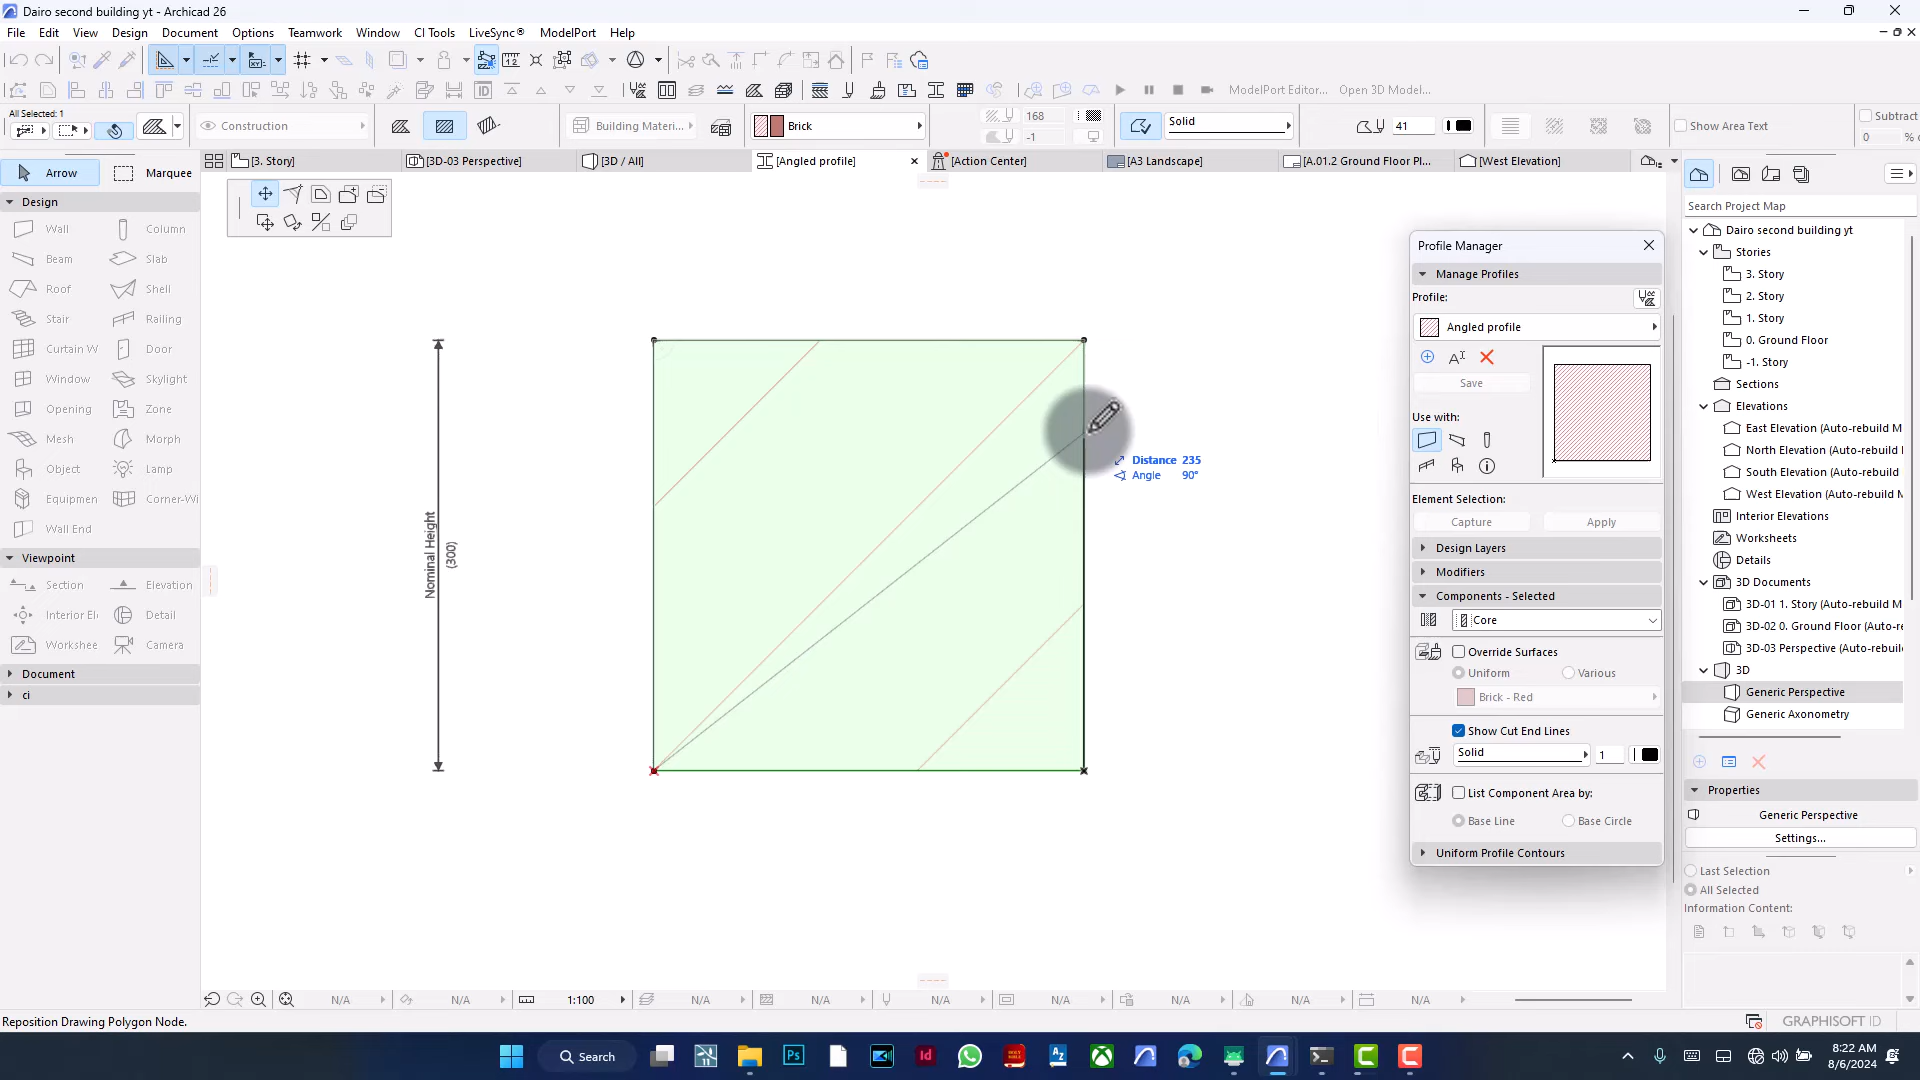 Dairo second building yt - Archicad 26
File Edit View Design Document Options Teamwork Window CI Tools LiveSync® ModelPort Help
ModelPort Editor... Open 3D Model...
All Selected: 1
Construction
Building Materi...
Brick
168
-1
Solid
41
Show Area Text
Subtract
0 %
[3. Story]
[3D-03 Perspective]
[3D / All]
[Angled profile]
[Action Center]
[A3 Landscape]
[A.01.2 Ground Floor Pl...
[West Elevation]
Arrow Marquee
Design
Wall Column
Beam Slab
Roof Shell
Stair Railing
Curtain W Door
Window Skylight
Opening Zone
Mesh Morph
Object Lamp
Equipmen Corner-Wi
Wall End
Viewpoint
Section Elevation
Interior El Detail
Workshee Camera
Document
ci
Nominal Height
(300)
Distance 235
Angle 90°
Profile Manager
Manage Profiles
Profile:
Angled profile
Save
Use with:
Element Selection:
Capture Apply
Design Layers
Modifiers
Components - Selected
Core
Override Surfaces
Uniform Various
Brick - Red
Show Cut End Lines
Solid 1
List Component Area by:
Base Line Base Circle
Uniform Profile Contours
Search Project Map
Dairo second building yt
Stories
3. Story
2. Story
1. Story
0. Ground Floor
-1. Story
Sections
Elevations
East Elevation (Auto-rebuild M
North Elevation (Auto-rebuild
South Elevation (Auto-rebuild
West Elevation (Auto-rebuild M
Interior Elevations
Worksheets
Details
3D Documents
3D-01 1. Story (Auto-rebuild M
3D-02 0. Ground Floor (Auto-re
3D-03 Perspective (Auto-rebuild
3D
Generic Perspective
Generic Axonometry
Properties
Generic Perspective
Settings...
Last Selection
All Selected
Information Content:
N/A N/A 1:100 N/A N/A N/A N/A N/A N/A N/A
Reposition Drawing Polygon Node.
GRAPHISOFT ID
Search
8:22 AM
8/6/2024